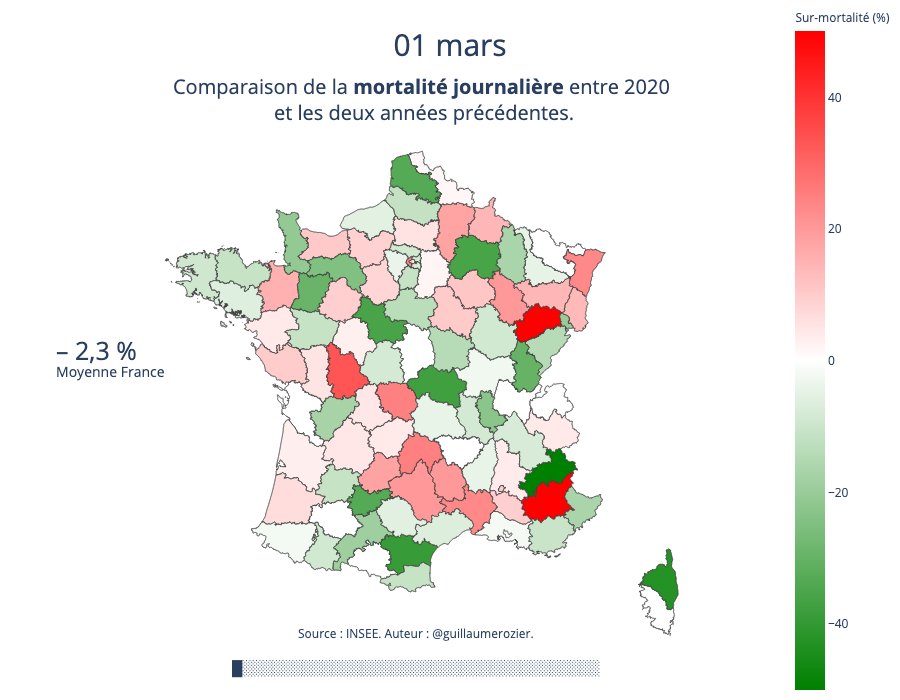 Sur-mortalité (%)
01 mars
Comparaison de la mortalité journalière entre 2020
et les deux années précédentes.
40
20
0
−20
−40
– 2,3 %
Moyenne France
Source : INSEE. Auteur : @guillaumerozier.